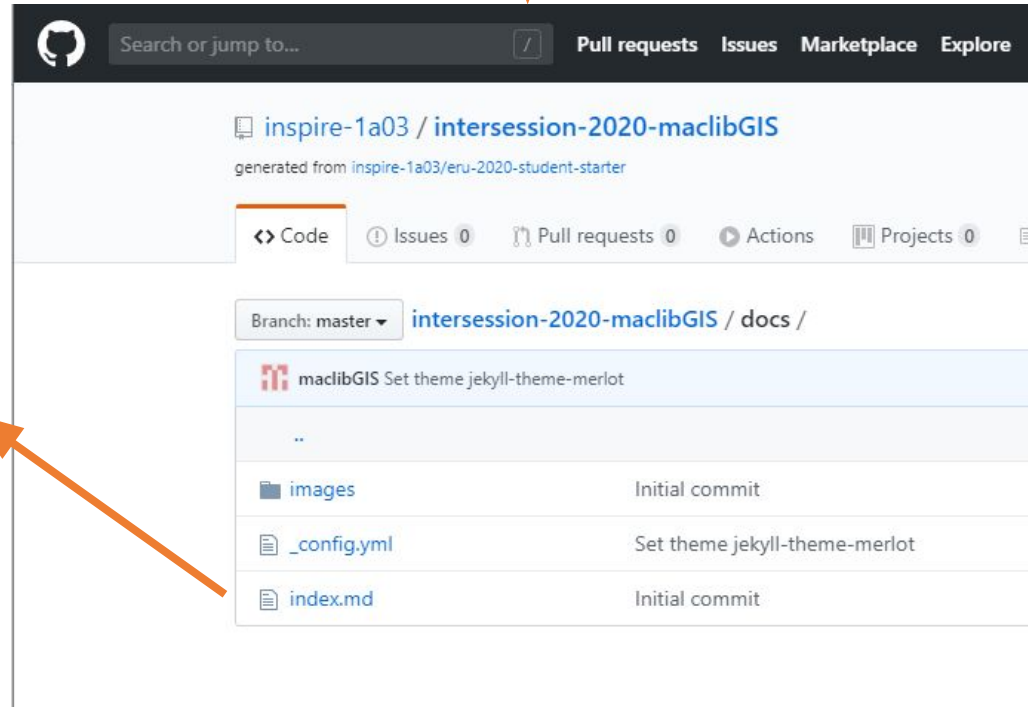 Search or jump to... / Pull requests Issues Marketplace Explore
inspire-1a03 / intersession-2020-maclibGIS
generated from inspire-1a03/eru-2020-student-starter
<> Code Issues 0 Pull requests 0 Actions Projects 0
Branch: master intersession-2020-maclibGIS / docs /
maclibGIS Set theme jekyll-theme-merlot
..
images Initial commit
_config.yml Set theme jekyll-theme-merlot
index.md Initial commit